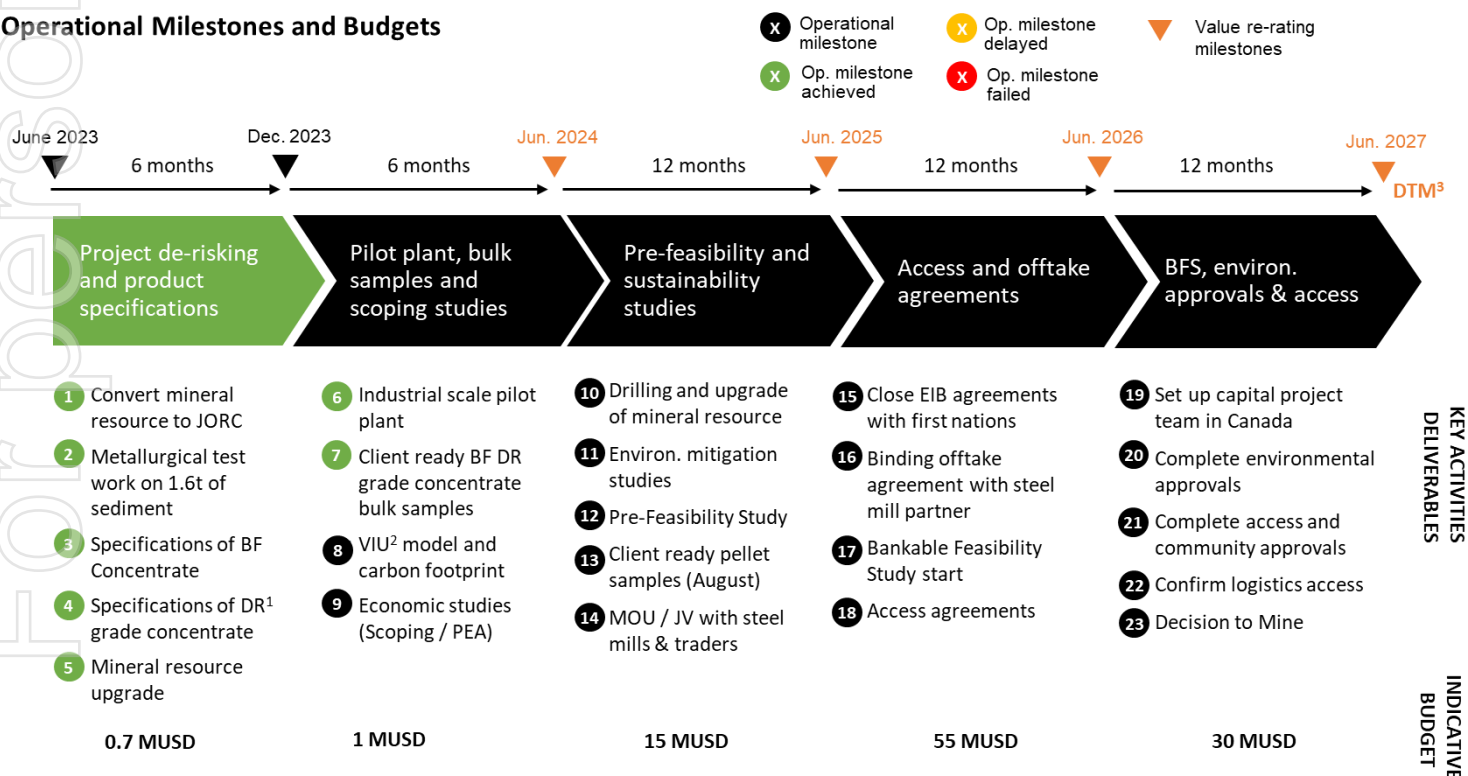 Operational Milestones and Budgets
X Operational
milestone
X Op. milestone
delayed
Value re-rating
milestones
X Op. milestone
achieved
X Op. milestone
failed
June 2023
Dec. 2023
Jun. 2024
Jun. 2025
Jun. 2026
Jun. 2027
6 months
6 months
12 months
12 months
12 months
DTM³
Project de-risking
and product
specifications
Pilot plant, bulk
samples and
scoping studies
Pre-feasibility and
sustainability
studies
Access and offtake
agreements
BFS, environ.
approvals & access
1 Convert mineral
resource to JORC
2 Metallurgical test
work on 1.6t of
sediment
3 Specifications of BF
Concentrate
4 Specifications of DR¹
grade concentrate
5 Mineral resource
upgrade
6 Industrial scale pilot
plant
7 Client ready BF DR
grade concentrate
bulk samples
8 VIU² model and
carbon footprint
9 Economic studies
(Scoping / PEA)
10 Drilling and upgrade
of mineral resource
11 Environ. mitigation
studies
12 Pre-Feasibility Study
13 Client ready pellet
samples (August)
14 MOU / JV with steel
mills & traders
15 Close EIB agreements
with first nations
16 Binding offtake
agreement with steel
mill partner
17 Bankable Feasibility
Study start
18 Access agreements
19 Set up capital project
team in Canada
20 Complete environmental
approvals
21 Complete access and
community approvals
22 Confirm logistics access
23 Decision to Mine
KEY ACTIVITIES
DELIVERABLES
0.7 MUSD
1 MUSD
15 MUSD
55 MUSD
30 MUSD
INDICATIVE
BUDGET
For person